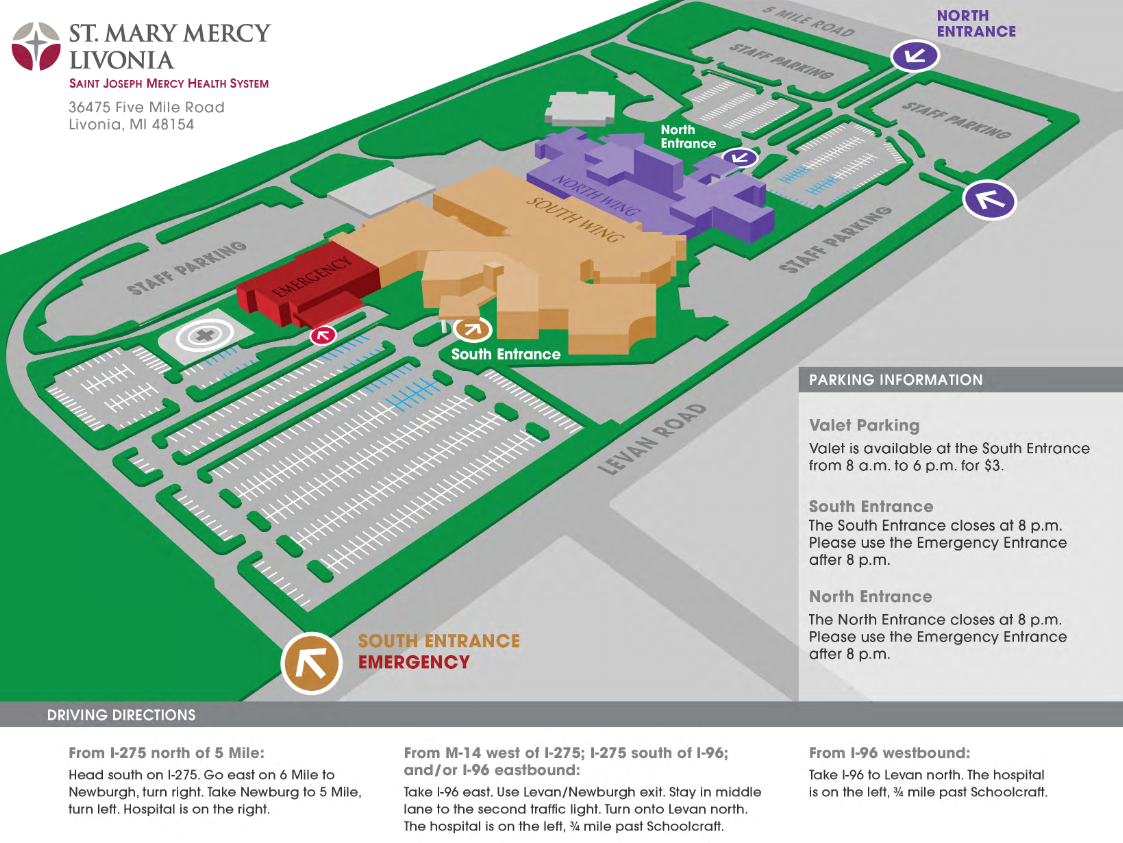 ST. MARY MERCY
LIVONIA
SAINT JOSEPH MERCY HEALTH SYSTEM
36475 Five Mile Road
Livonia, MI 48154
5 MILE ROAD
NORTH
ENTRANCE
STAFF PARKING
STAFF PARKING
North
Entrance
NORTH WING
SOUTH WING
STAFF PARKING
STAFF PARKING
EMERGENCY
South Entrance
LEVAN ROAD
SOUTH ENTRANCE
EMERGENCY
PARKING INFORMATION
Valet Parking
Valet is available at the South Entrance
from 8 a.m. to 6 p.m. for $3.
South Entrance
The South Entrance closes at 8 p.m.
Please use the Emergency Entrance
after 8 p.m.
North Entrance
The North Entrance closes at 8 p.m.
Please use the Emergency Entrance
after 8 p.m.
DRIVING DIRECTIONS
From I-275 north of 5 Mile:
Head south on I-275. Go east on 6 Mile to
Newburgh, turn right. Take Newburg to 5 Mile,
turn left. Hospital is on the right.
From M-14 west of I-275; I-275 south of I-96;
and/or I-96 eastbound:
Take I-96 east. Use Levan/Newburgh exit. Stay in middle
lane to the second traffic light. Turn onto Levan north.
The hospital is on the left, ¾ mile past Schoolcraft.
From I-96 westbound:
Take I-96 to Levan north. The hospital
is on the left, ¾ mile past Schoolcraft.